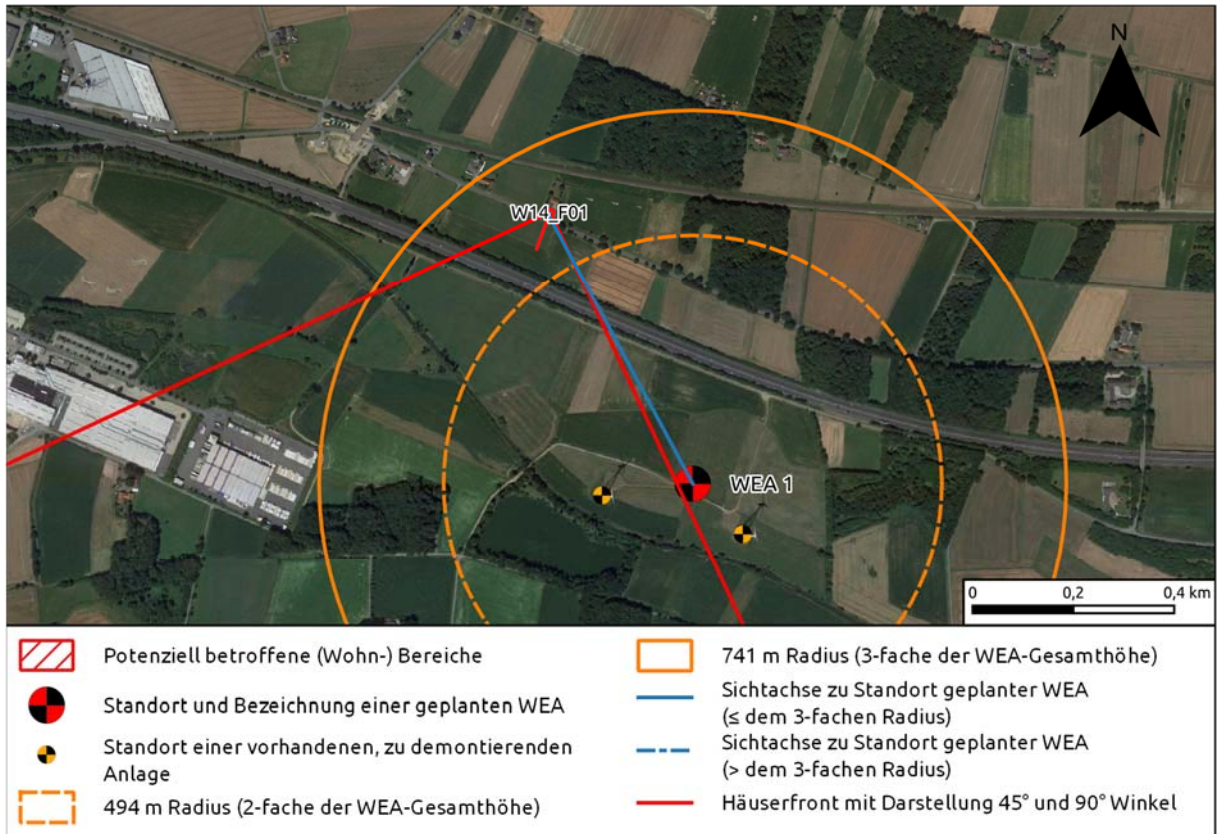 N
W14_F01
WEA 1
0
0,2
0,4 km
Potenziell betroffene (Wohn-) Bereiche
Standort und Bezeichnung einer geplanten WEA
Standort einer vorhandenen, zu demontierenden
Anlage
494 m Radius (2-fache der WEA-Gesamthöhe)
741 m Radius (3-fache der WEA-Gesamthöhe)
Sichtachse zu Standort geplanter WEA
(≤ dem 3-fachen Radius)
Sichtachse zu Standort geplanter WEA
(> dem 3-fachen Radius)
Häuserfront mit Darstellung 45° und 90° Winkel